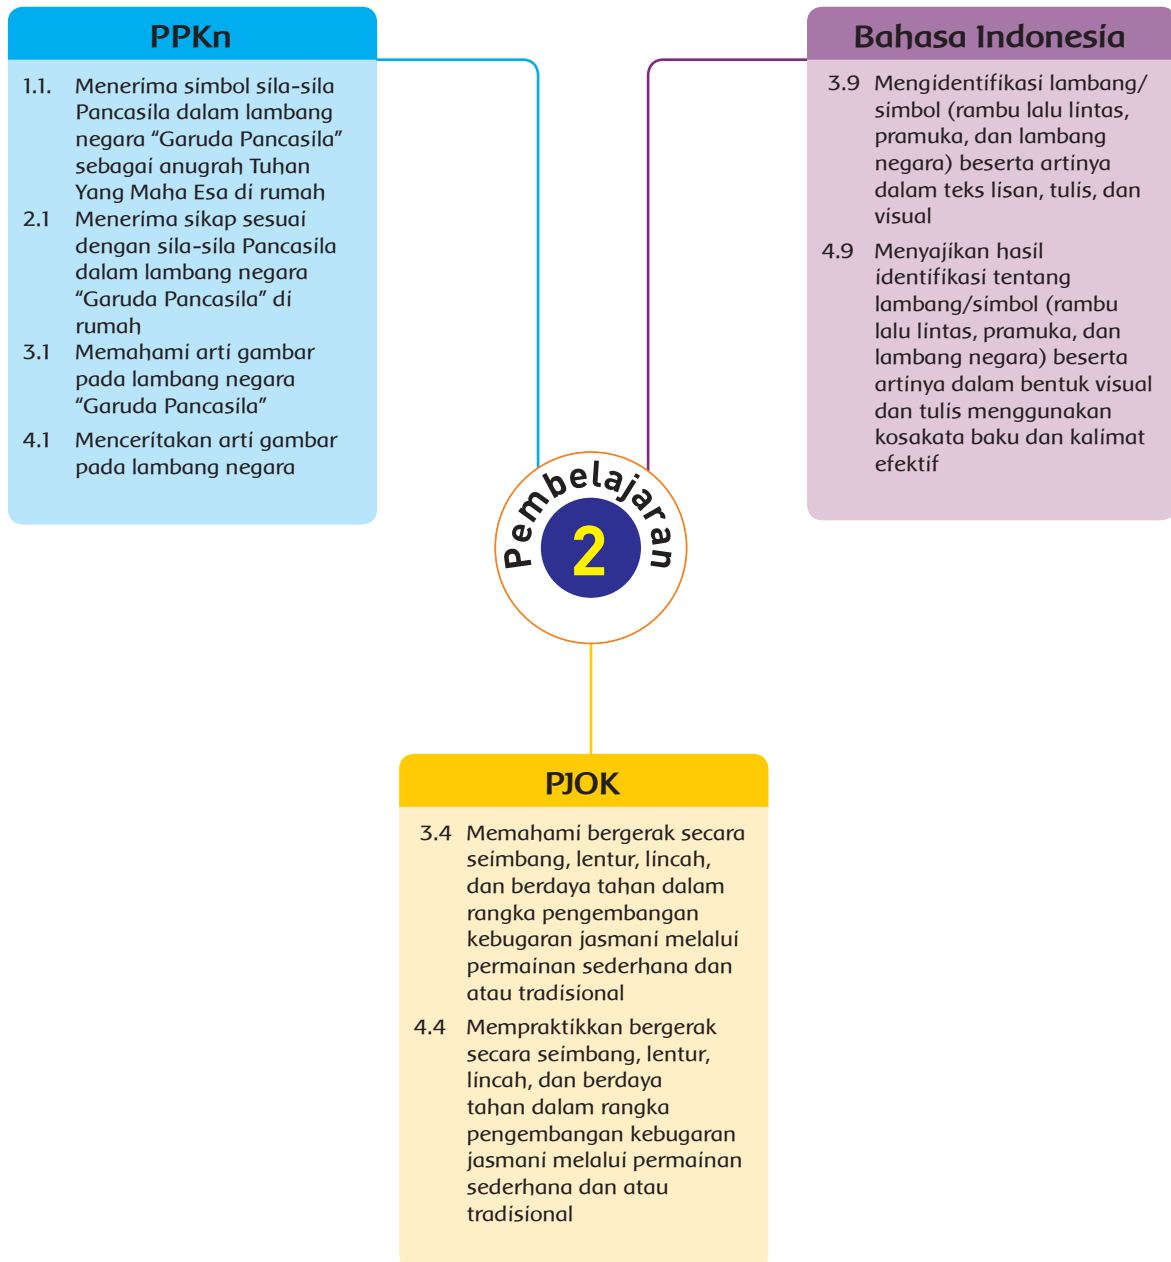 PPKn
1.1. Menerima simbol sila-sila
Pancasila dalam lambang
negara “Garuda Pancasila”
sebagai anugrah Tuhan
Yang Maha Esa di rumah
2.1 Menerima sikap sesuai
dengan sila-sila Pancasila
dalam lambang negara
“Garuda Pancasila” di
rumah
3.1 Memahami arti gambar
pada lambang negara
“Garuda Pancasila”
4.1 Menceritakan arti gambar
pada lambang negara
Bahasa Indonesia
3.9 Mengidentifikasi lambang/
simbol (rambu lalu lintas,
pramuka, dan lambang
negara) beserta artinya
dalam teks lisan, tulis, dan
visual
4.9 Menyajikan hasil
identifikasi tentang
lambang/simbol (rambu
lalu lintas, pramuka, dan
lambang negara) beserta
artinya dalam bentuk visual
dan tulis menggunakan
kosakata baku dan kalimat
efektif
Pembelajaran
2
PJOK
3.4 Memahami bergerak secara
seimbang, lentur, lincah,
dan berdaya tahan dalam
rangka pengembangan
kebugaran jasmani melalui
permainan sederhana dan
atau tradisional
4.4 Mempraktikkan bergerak
secara seimbang, lentur,
lincah, dan berdaya
tahan dalam rangka
pengembangan kebugaran
jasmani melalui permainan
sederhana dan atau
tradisional